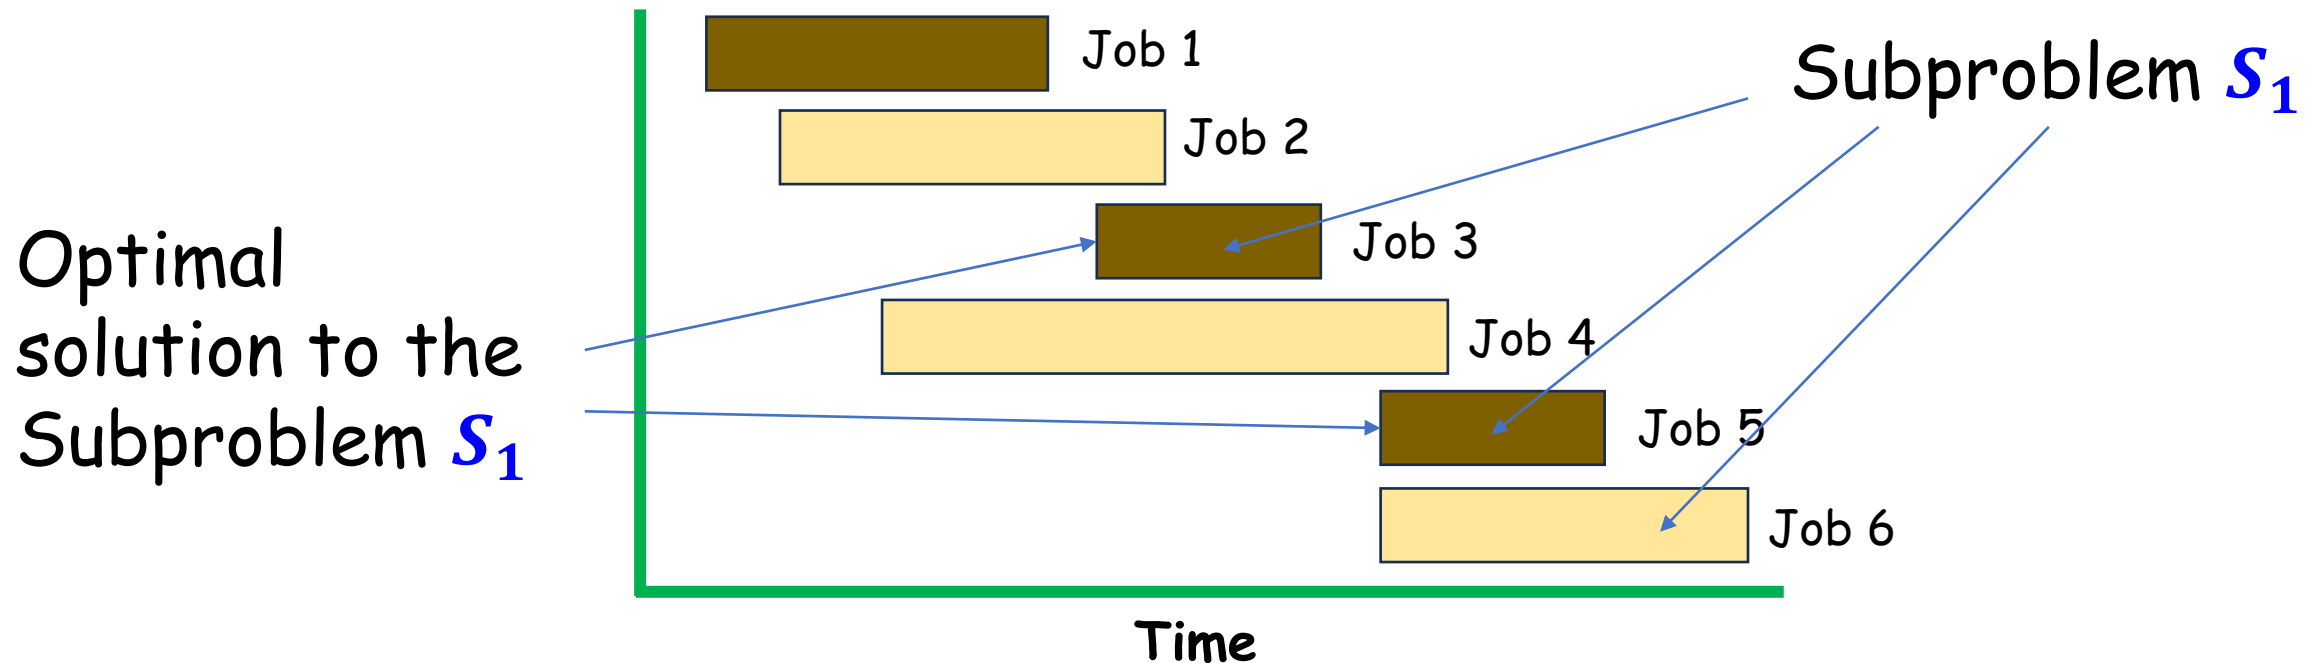 Job 1
Subproblem S₁
Job 2
Optimal
solution to the
Subproblem S₁
Job 3
Job 4
Job 5
Job 6
Time